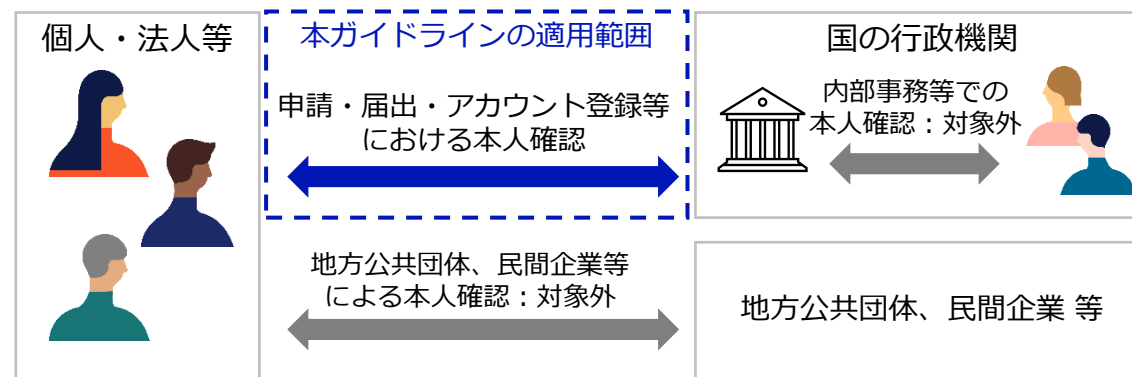 個人・法人等
本ガイドラインの適用範囲
申請・届出・アカウント登録等
における本人確認
国の行政機関
内部事務等での
本人確認：対象外
地方公共団体、民間企業等
による本人確認：対象外
地方公共団体、民間企業 等